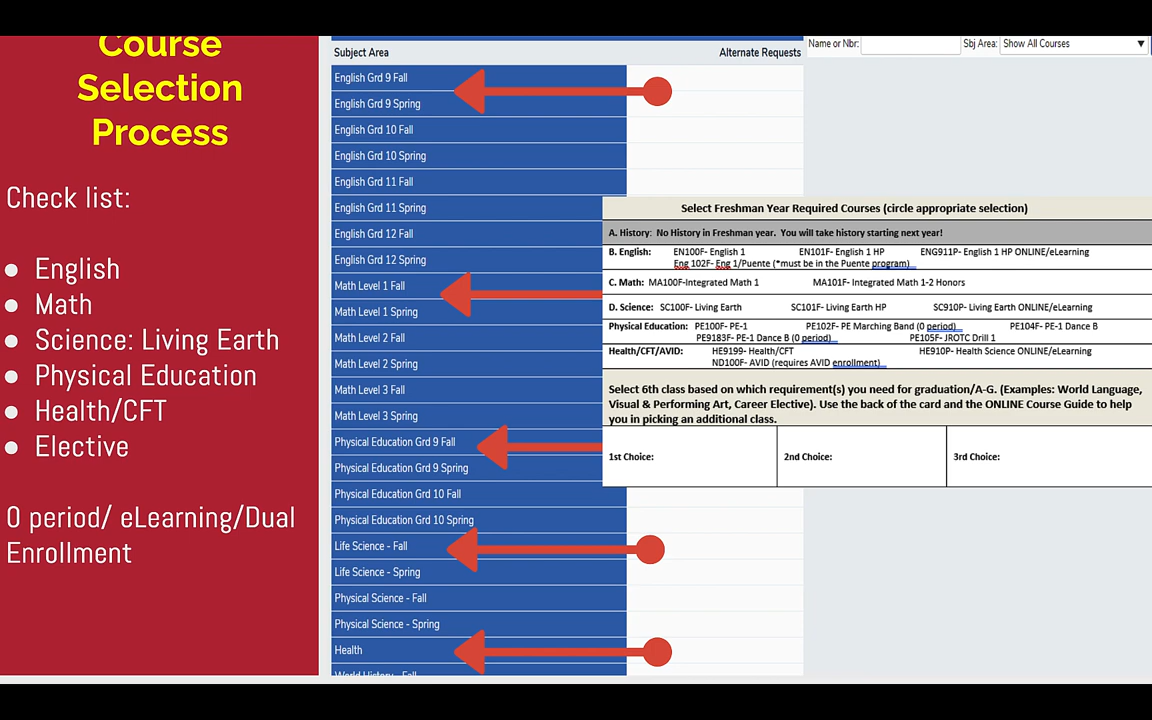 Course
Selection
Process
Check list:
● English
● Math
● Science: Living Earth
● Physical Education
● Health/CFT
● Elective
0 period/ eLearning/Dual
Enrollment
Subject Area Alternate Requests
English Grd 9 Fall
English Grd 9 Spring
English Grd 10 Fall
English Grd 10 Spring
English Grd 11 Fall
English Grd 11 Spring
English Grd 12 Fall
English Grd 12 Spring
Math Level 1 Fall
Math Level 1 Spring
Math Level 2 Fall
Math Level 2 Spring
Math Level 3 Fall
Math Level 3 Spring
Physical Education Grd 9 Fall
Physical Education Grd 9 Spring
Physical Education Grd 10 Fall
Physical Education Grd 10 Spring
Life Science - Fall
Life Science - Spring
Physical Science - Fall
Physical Science - Spring
Health
World History - Fall
Name or Nbr: Sbj Area: Show All Courses
Select Freshman Year Required Courses (circle appropriate selection)
A. History: No History in Freshman year. You will take history starting next year!
B. English: EN100F- English 1 EN101F- English 1 HP ENG911P- English 1 HP ONLINE/eLearning
Eng 102F- Eng 1/Puente (*must be in the Puente program)
C. Math: MA100F-Integrated Math 1 MA101F- Integrated Math 1-2 Honors
D. Science: SC100F- Living Earth SC101F- Living Earth HP SC910P- Living Earth ONLINE/eLearning
Physical Education: PE100F- PE-1 PE102F- PE Marching Band (0 period) PE104F- PE-1 Dance B
PE9183F- PE-1 Dance B (0 period) PE105F- JROTC Drill 1
Health/CFT/AVID: HE9199- Health/CFT HE910P- Health Science ONLINE/eLearning
ND100F- AVID (requires AVID enrollment)
Select 6th class based on which requirement(s) you need for graduation/A-G. (Examples: World Language,
Visual & Performing Art, Career Elective). Use the back of the card and the ONLINE Course Guide to help
you in picking an additional class.
1st Choice: 2nd Choice: 3rd Choice: